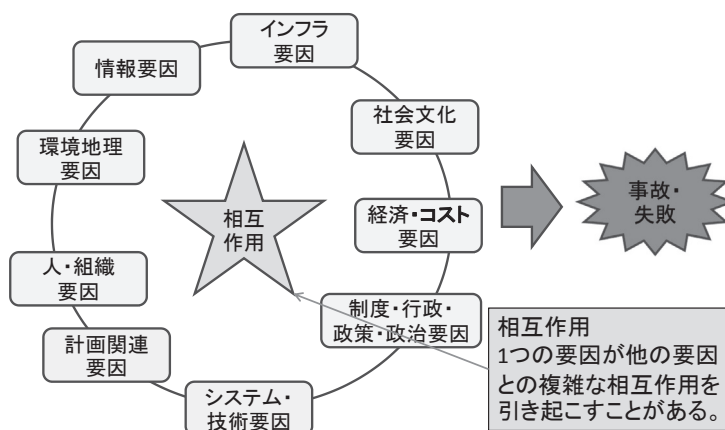 インフラ
要因
情報要因
社会文化
要因
環境地理
要因
相互
作用
経済・コスト
要因
事故・
失敗
人・組織
要因
制度・行政・
政策・政治要因
計画関連
要因
システム・
技術要因
相互作用
1つの要因が他の要因
との複雑な相互作用を
引き起こすことがある。